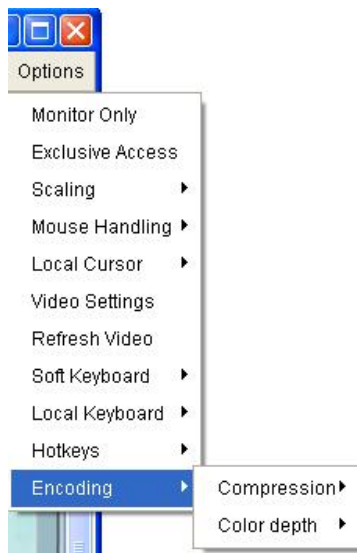 Options
Monitor Only
Exclusive Access
Scaling
Mouse Handling
Local Cursor
Video Settings
Refresh Video
Soft Keyboard
Local Keyboard
Hotkeys
Encoding
Compression
Color depth